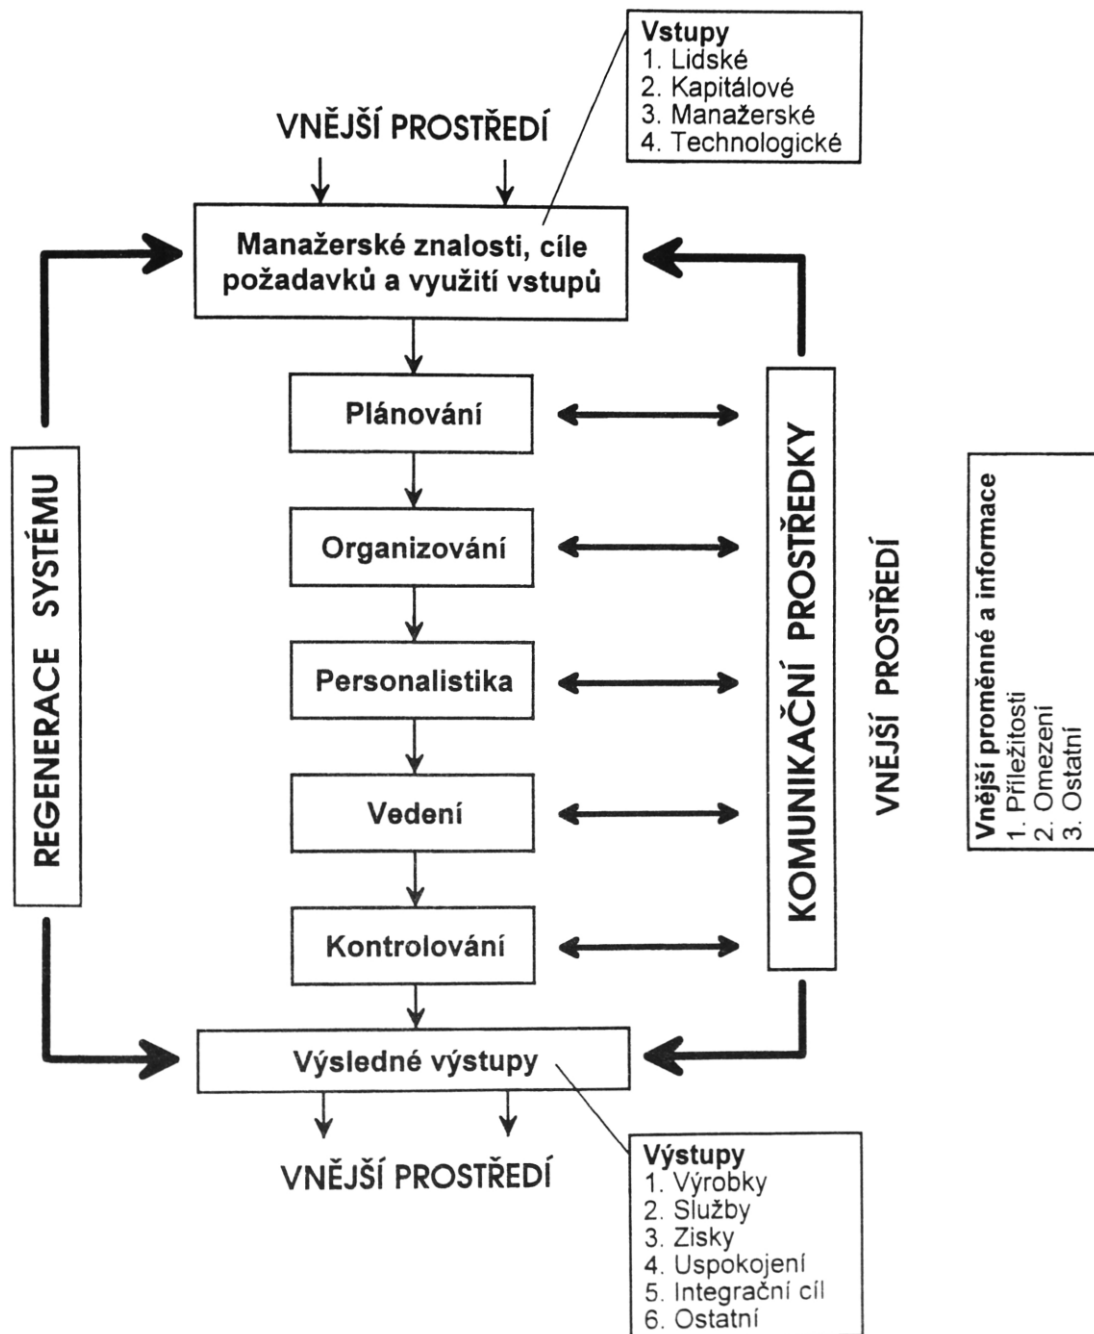 Vstupy
1. Lidské
2. Kapitálové
3. Manažerské
4. Technologické
VNĚJŠÍ PROSTŘEDÍ
Manažerské znalosti, cíle
požadavků a využití vstupů
Plánování
Organizování
Personalistika
Vedení
Kontrolování
Výsledné výstupy
REGENERACE SYSTÉMU
KOMUNIKAČNÍ PROSTŘEDKY
VNĚJŠÍ PROSTŘEDÍ
Vnější proměnné a informace
1. Příležitosti
2. Omezení
3. Ostatní
VNĚJŠÍ PROSTŘEDÍ
Výstupy
1. Výrobky
2. Služby
3. Zisky
4. Uspokojení
5. Integrační cíl
6. Ostatní